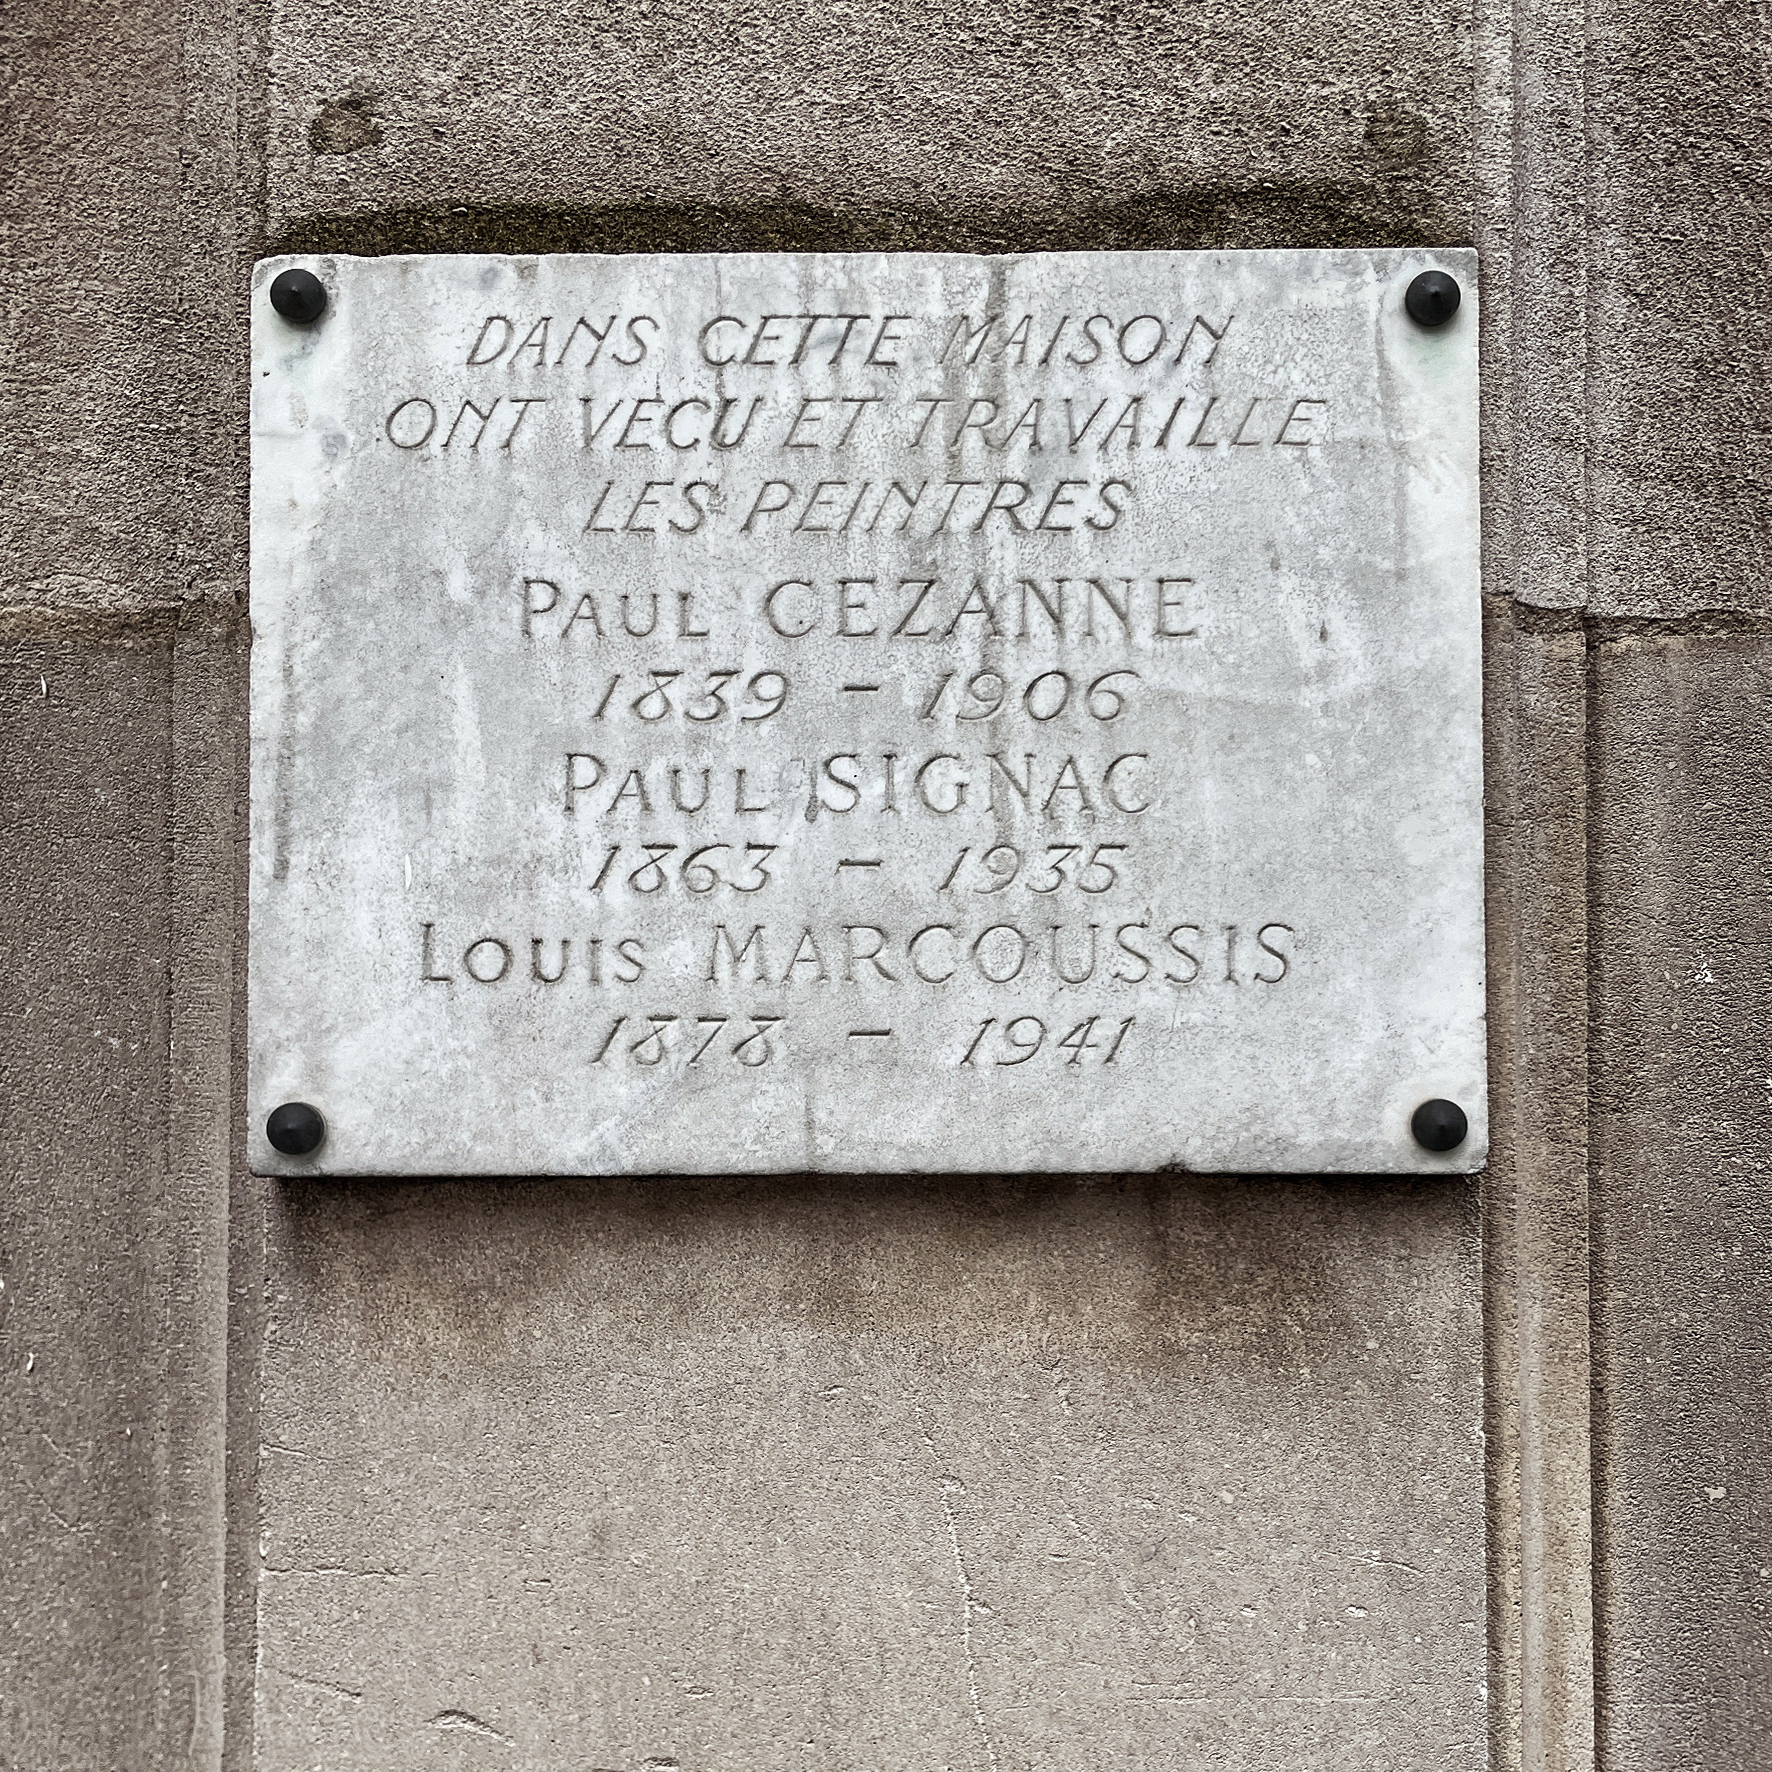 DANS CETTE MAISON
ONT VÉCU ET TRAVAILLE
LES PEINTRES
PAUL CEZANNE
1839 - 1906
PAUL SIGNAC
1863 - 1935
LOUIS MARCOUSSIS
1878 - 1941